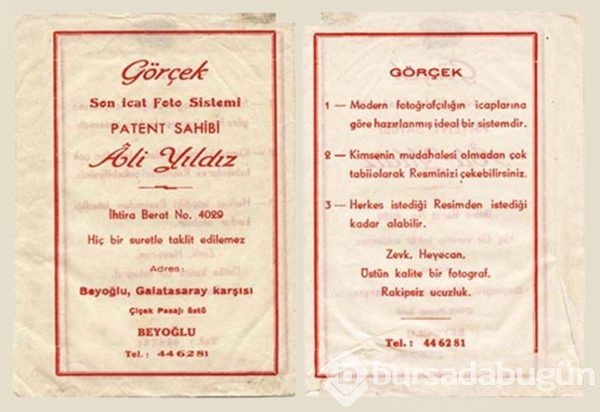 Görçek
Son icat Foto Sistemi
PATENT SAHİBİ
Âli Yıldız
İhtira Berat No. 4029
Hiç bir suretle taklit edilemez
Adres:
Beyoğlu, Galatasaray karşısı
Çiçek Pasajı üstü
BEYOĞLU
Tel.: 446281
GÖRÇEK
1 — Modern fotoğrafçılığın icaplarına
göre hazırlanmış ideal bir sistemdir.
2 — Kimsenin mudahalesi olmadan çok
tabiiolarak Resminizi çekebilirsiniz.
3 — Herkes istediği Resimden istediği
kadar alabilir.
Zevk, Heyecan,
Üstün kalite bir fotograf,
Rakipsiz ucuzluk.
Tel.: 446281
bursadabugün